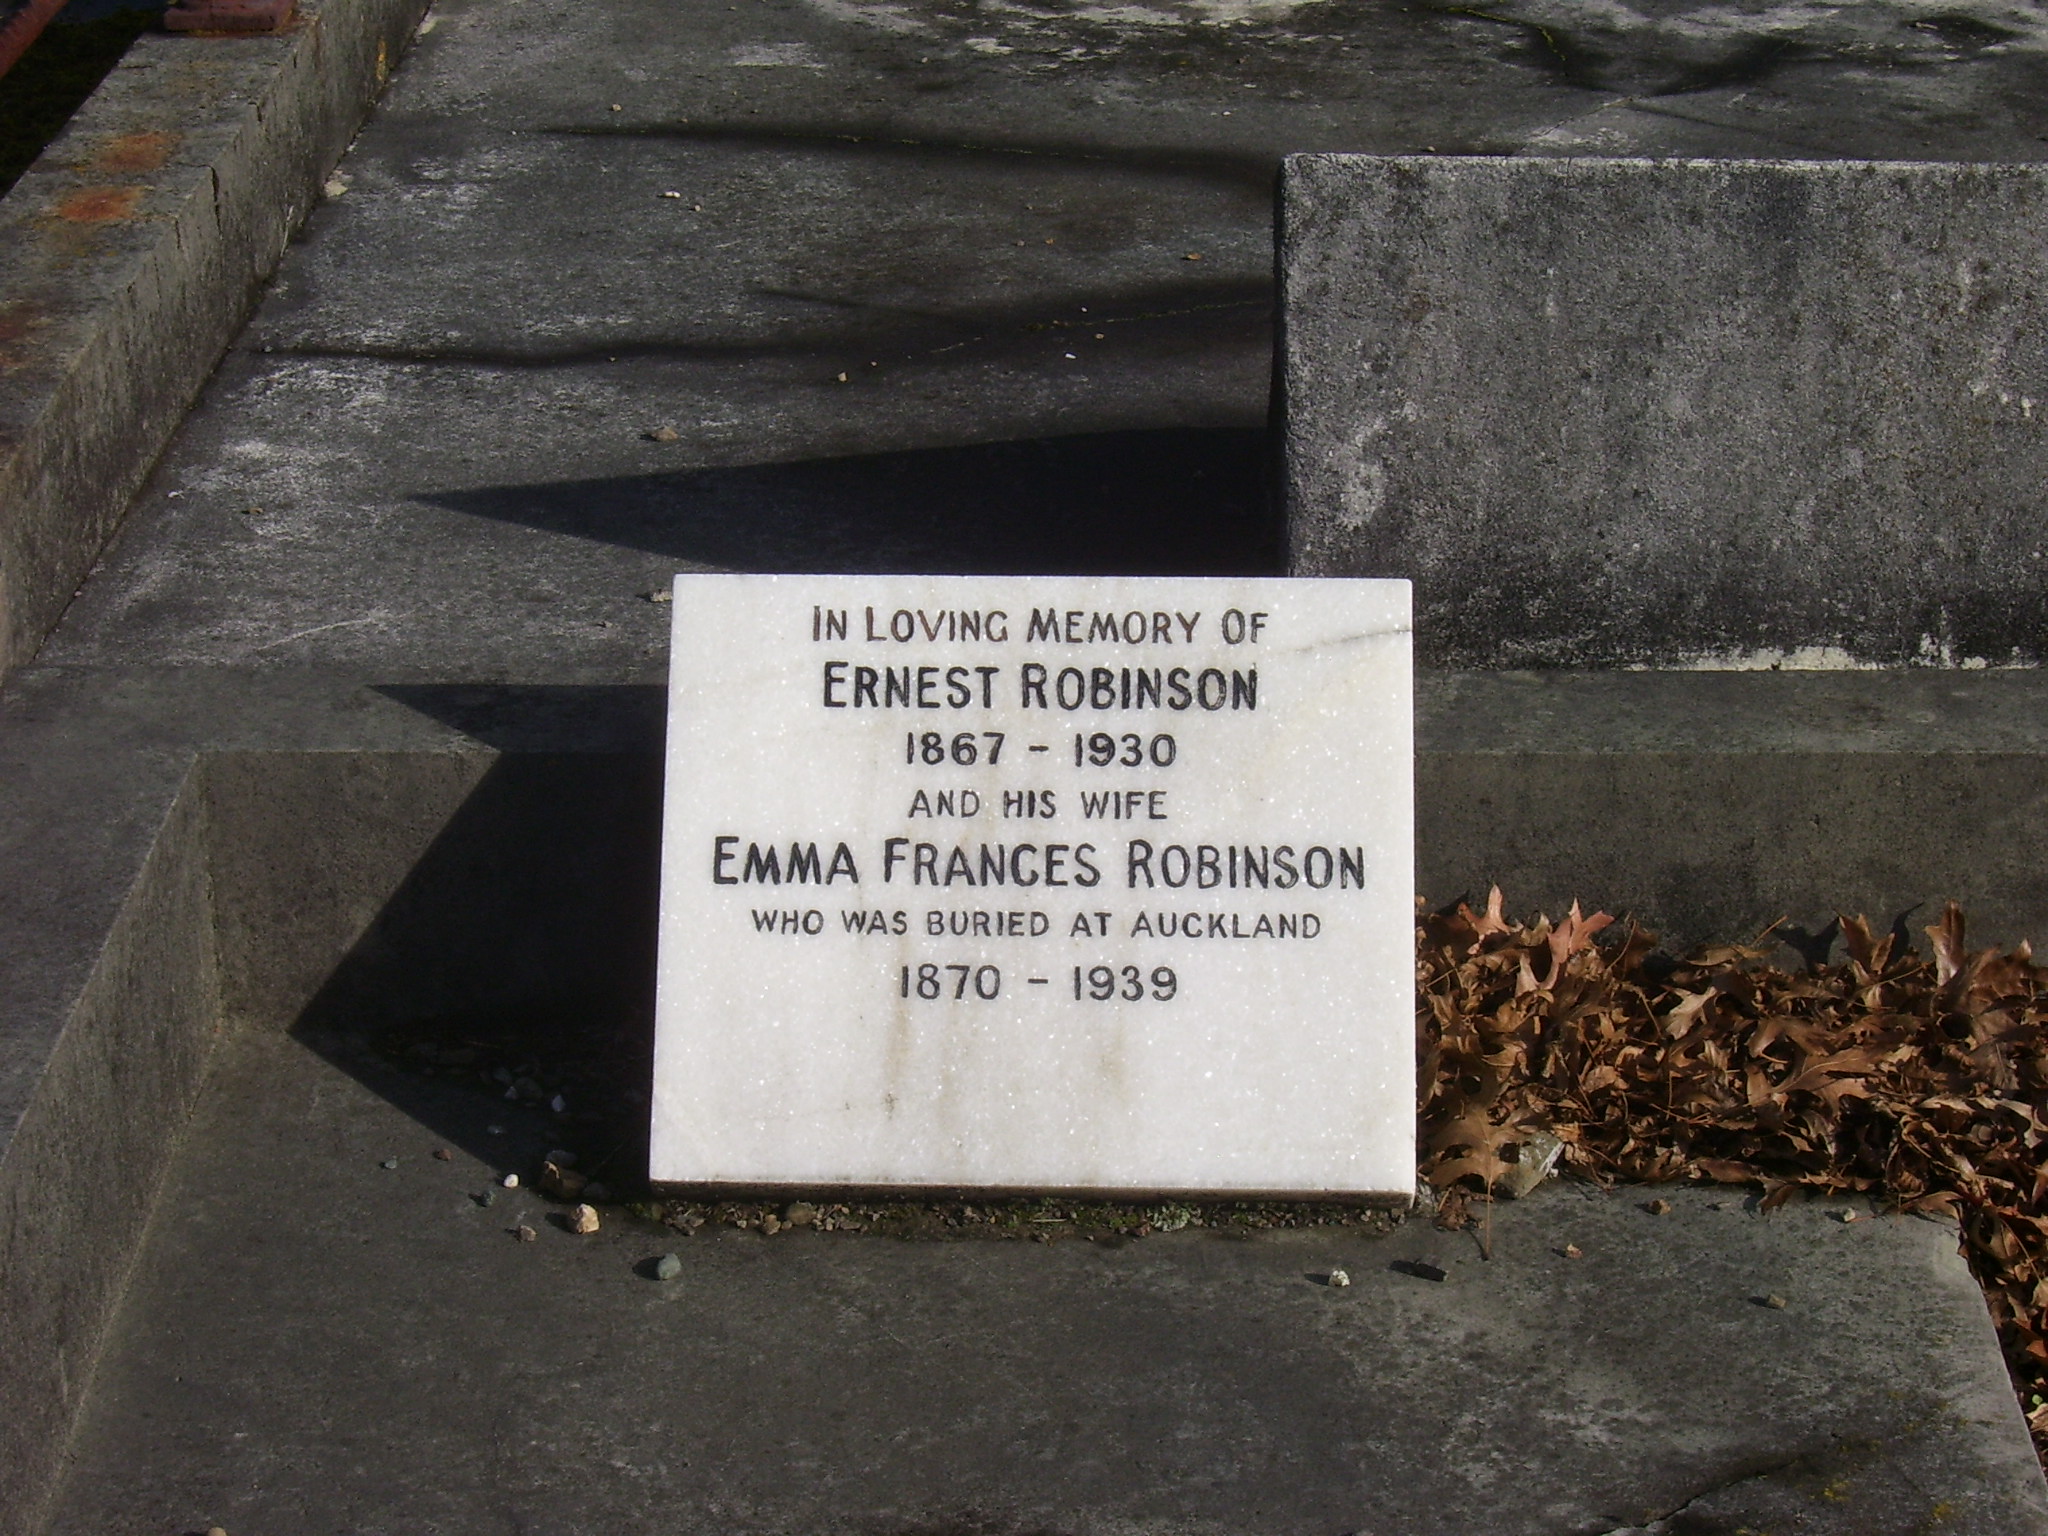 IN LOVING MEMORY OF
ERNEST ROBINSON
1867 - 1930
AND HIS WIFE
EMMA FRANCES ROBINSON
WHO WAS BURIED AT AUCKLAND
1870 - 1939